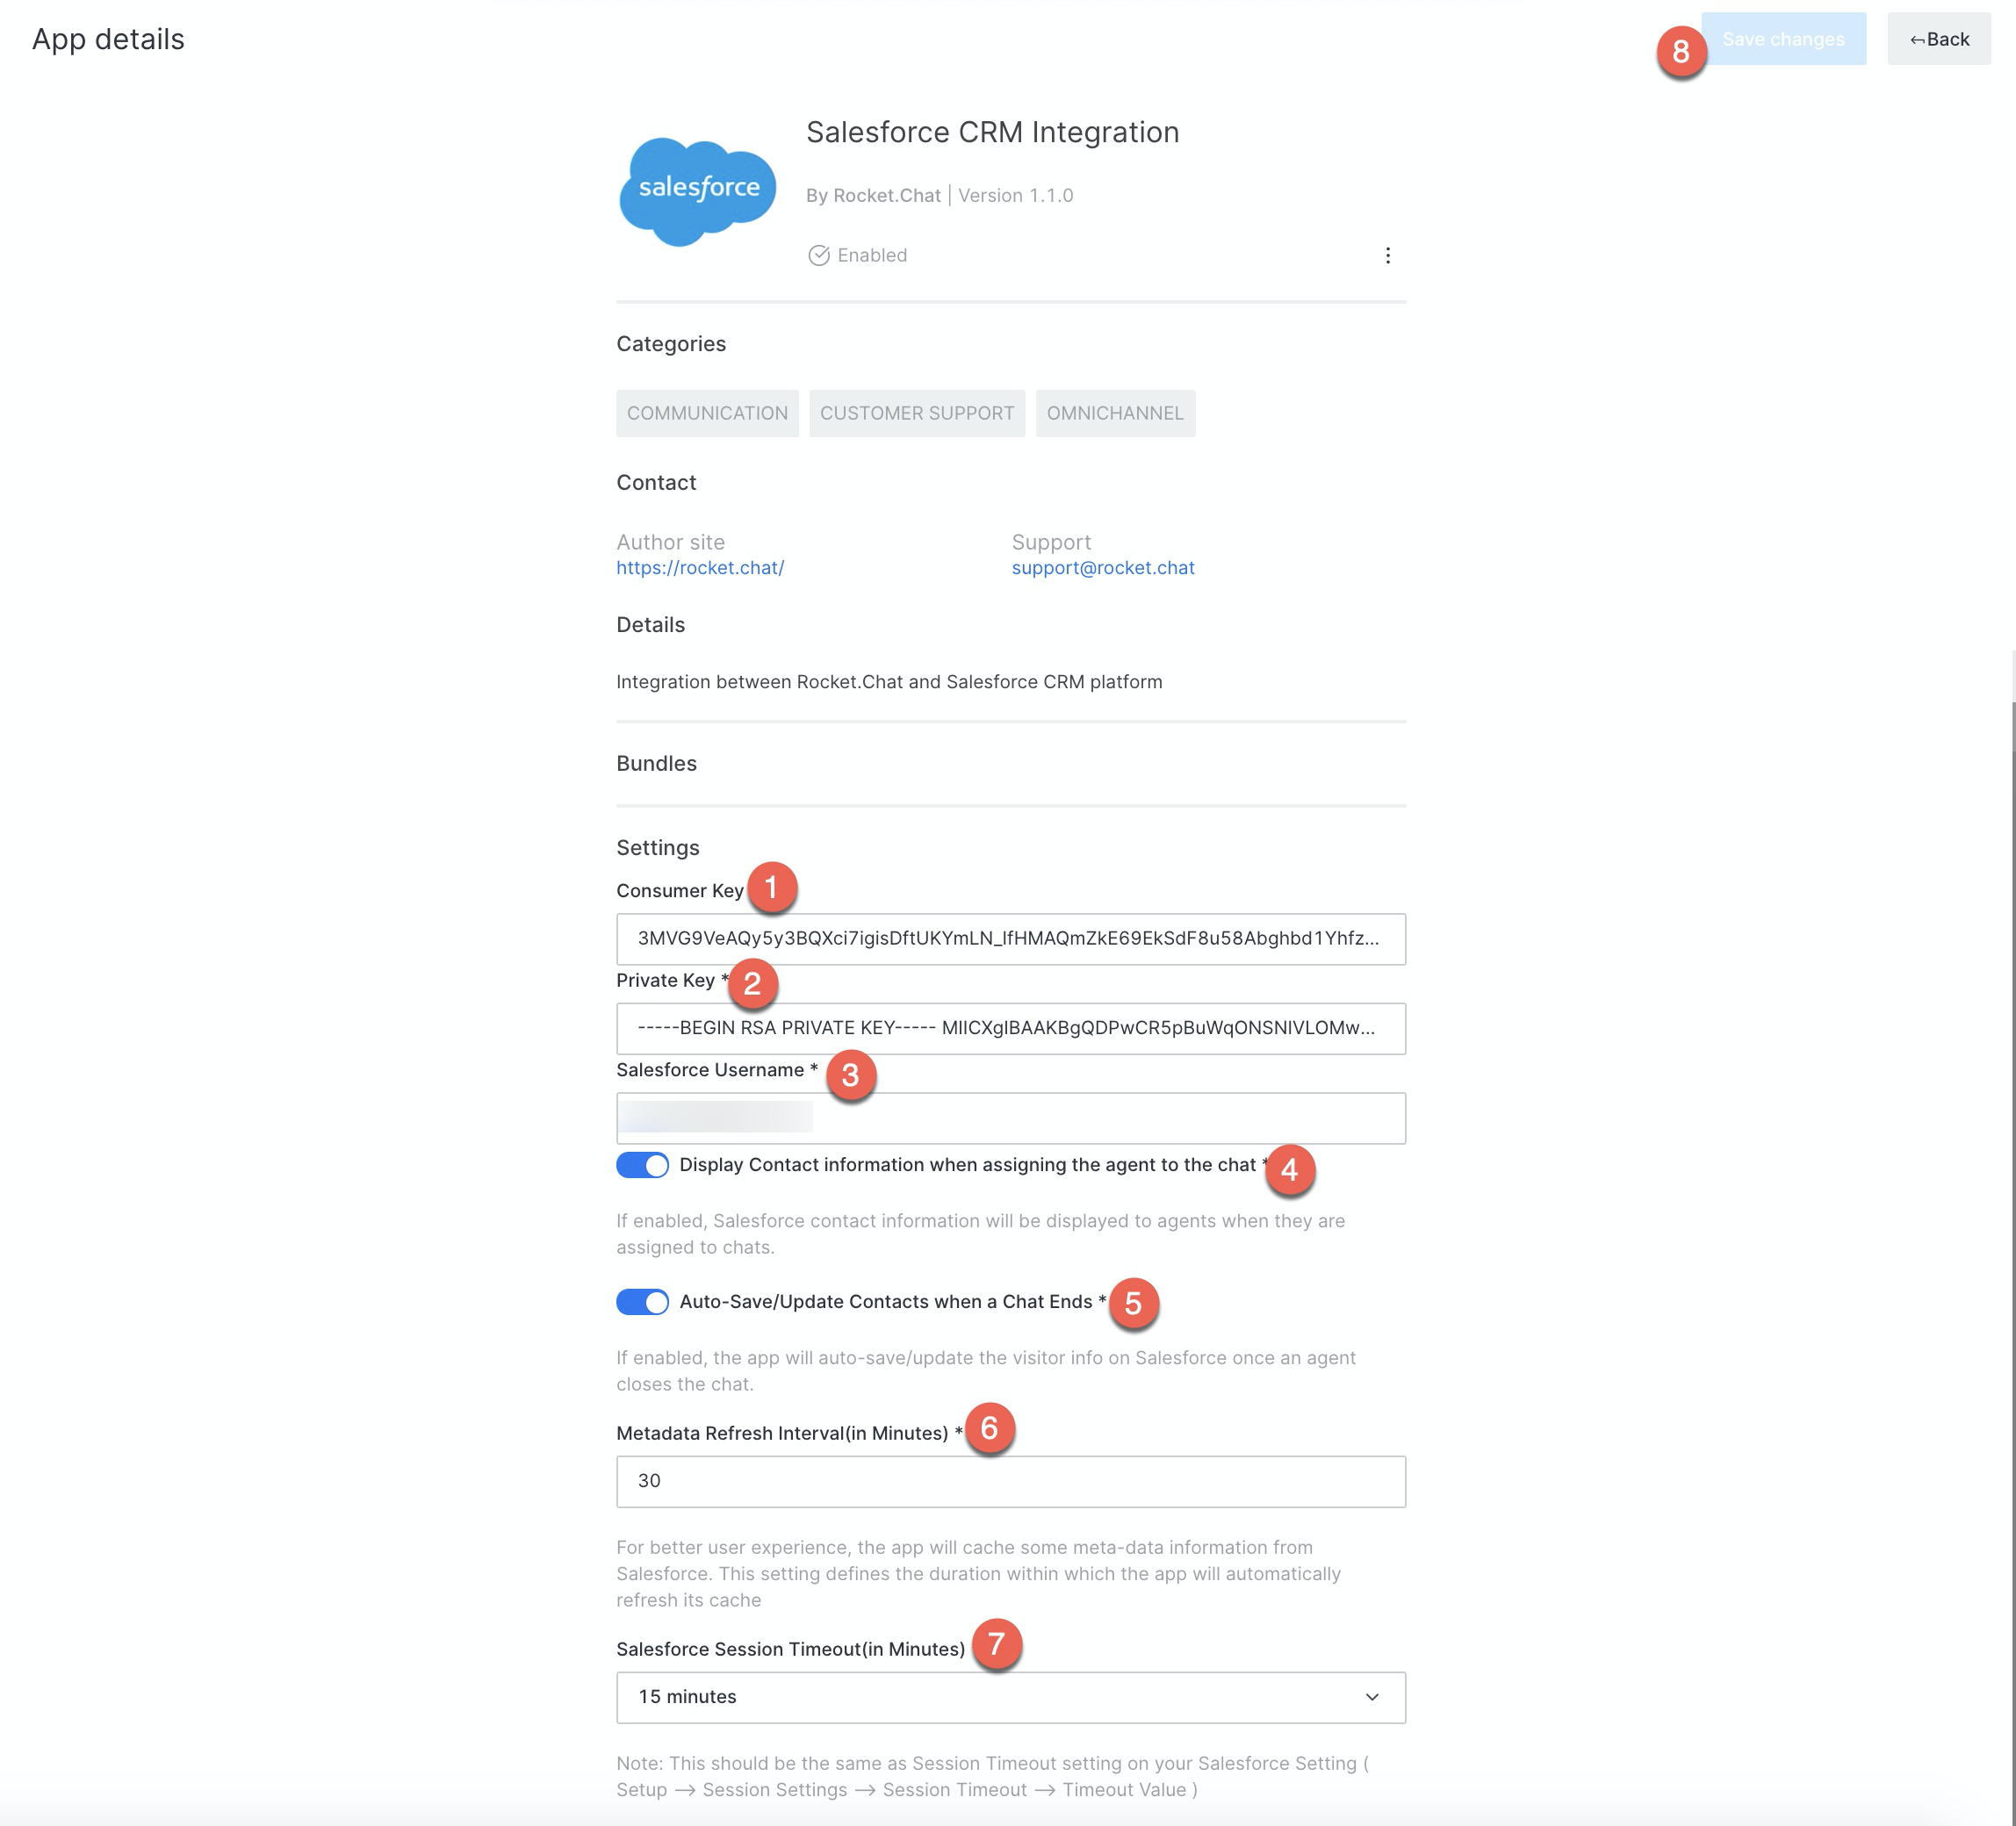 App details
8
Save changes
←Back
salesforce
Salesforce CRM Integration
By Rocket.Chat | Version 1.1.0
Enabled
Categories
COMMUNICATION CUSTOMER SUPPORT OMNICHANNEL
Contact
Author site
https://rocket.chat/
Support
support@rocket.chat
Details
Integration between Rocket.Chat and Salesforce CRM platform
Bundles
Settings
Consumer Key 1
3MVG9VeAQy5y3BQXci7igisDftUKYmLN_lfHMAQmZkE69EkSdF8u58Abghbd1Yhfz...
Private Key * 2
-----BEGIN RSA PRIVATE KEY----- MIICXgIBAAKBgQDPwCR5pBuWqONSNIVLOMw...
Salesforce Username * 3
Display Contact information when assigning the agent to the chat * 4
If enabled, Salesforce contact information will be displayed to agents when they are
assigned to chats.
Auto-Save/Update Contacts when a Chat Ends * 5
If enabled, the app will auto-save/update the visitor info on Salesforce once an agent
closes the chat.
Metadata Refresh Interval(in Minutes) * 6
30
For better user experience, the app will cache some meta-data information from
Salesforce. This setting defines the duration within which the app will automatically
refresh its cache
Salesforce Session Timeout(in Minutes) 7
15 minutes
Note: This should be the same as Session Timeout setting on your Salesforce Setting (
Setup --> Session Settings --> Session Timeout --> Timeout Value )